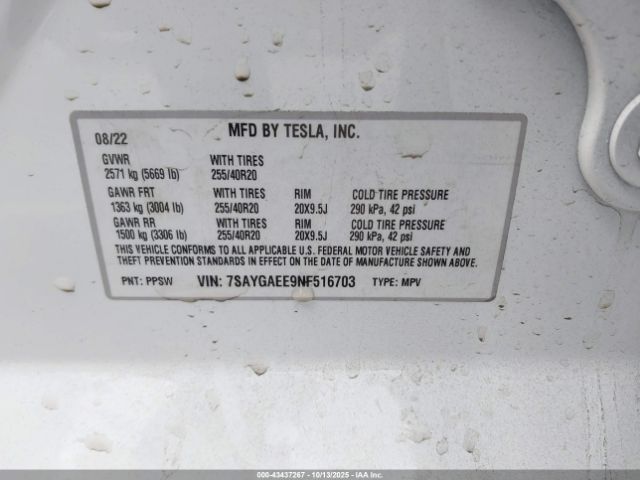 08/22 MFD BY TESLA, INC.
GVWR WITH TIRES
2571 kg (5669 lb) 255/40R20
GAWR FRT WITH TIRES RIM COLD TIRE PRESSURE
1363 kg (3004 lb) 255/40R20 20X9.5J 290 kPa, 42 psi
GAWR RR WITH TIRES RIM COLD TIRE PRESSURE
1500 kg (3306 lb) 255/40R20 20X9.5J 290 kPa, 42 psi
THIS VEHICLE CONFORMS TO ALL APPLICABLE U.S. FEDERAL MOTOR VEHICLE SAFETY AND
THEFT PREVENTION STANDARDS IN EFFECT ON THE DATE OF MANUFACTURE SHOWN ABOVE.
PNT: PPSW VIN: 7SAYGAEE9NF516703 TYPE: MPV
000-43437267 - 10/13/2025 - COPYRIGHT © 2025 IAA, LLC